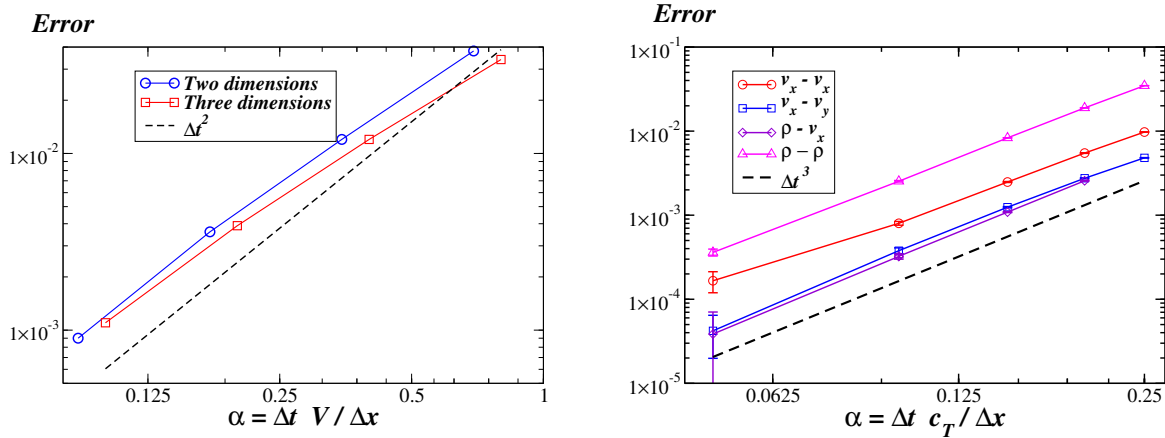 Error
1×10⁻²
1×10⁻³
Two dimensions
Three dimensions
Δt²
0.125 0.25 0.5 1
α = Δt V / Δx
Error
1×10⁻¹
1×10⁻²
1×10⁻³
1×10⁻⁴
1×10⁻⁵
vₓ - vₓ
vₓ - v_y
ρ - vₓ
ρ − ρ
Δt³
0.0625 0.125 0.25
α = Δt c_T / Δx